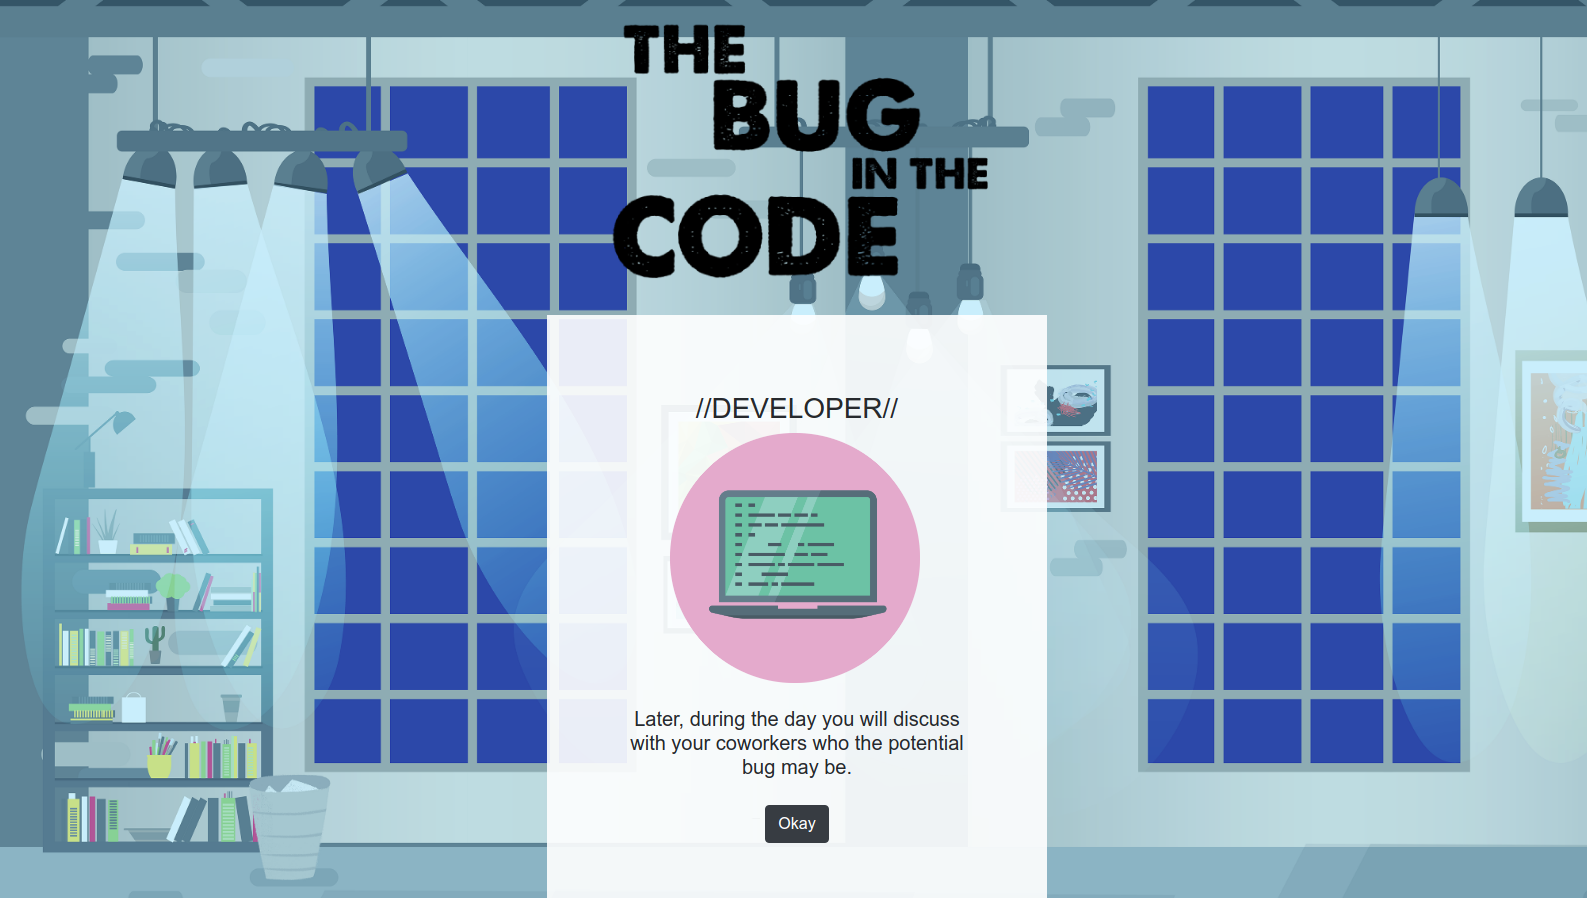 THE
BUG
IN THE
CODE
//DEVELOPER//
Later, during the day you will discuss
with your coworkers who the potential
bug may be.
Okay